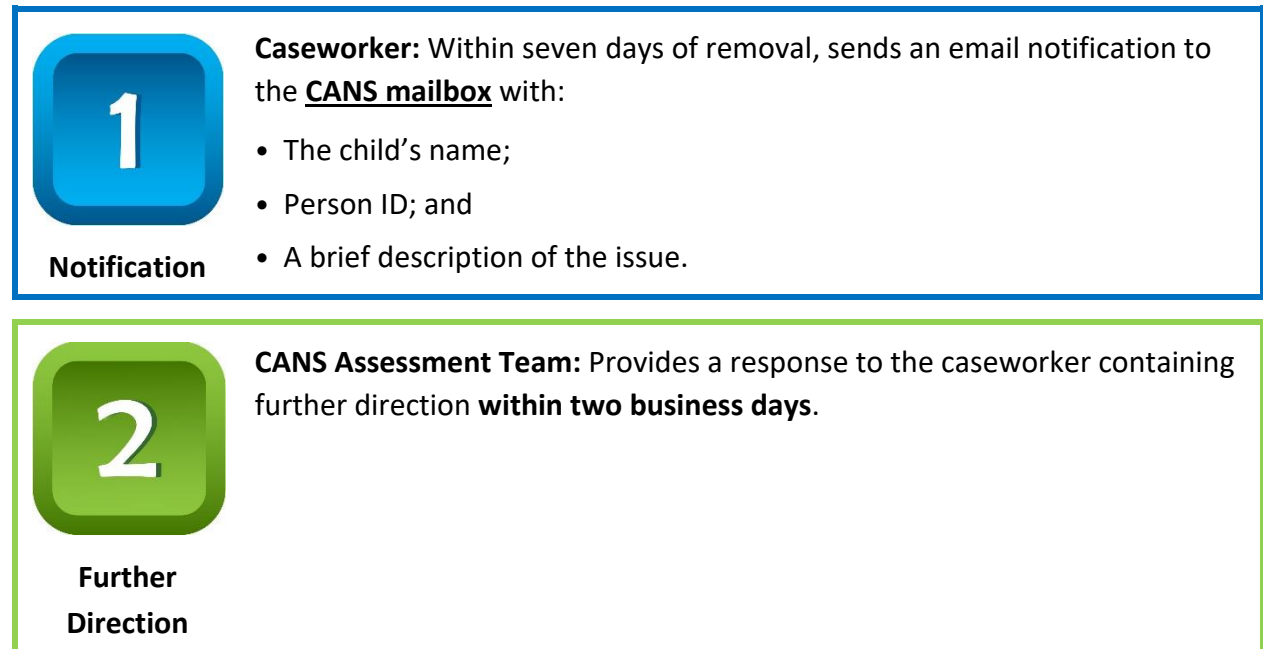 1
Notification
Caseworker: Within seven days of removal, sends an email notification to
the CANS mailbox with:
• The child’s name;
• Person ID; and
• A brief description of the issue.
2
Further
Direction
CANS Assessment Team: Provides a response to the caseworker containing
further direction within two business days.